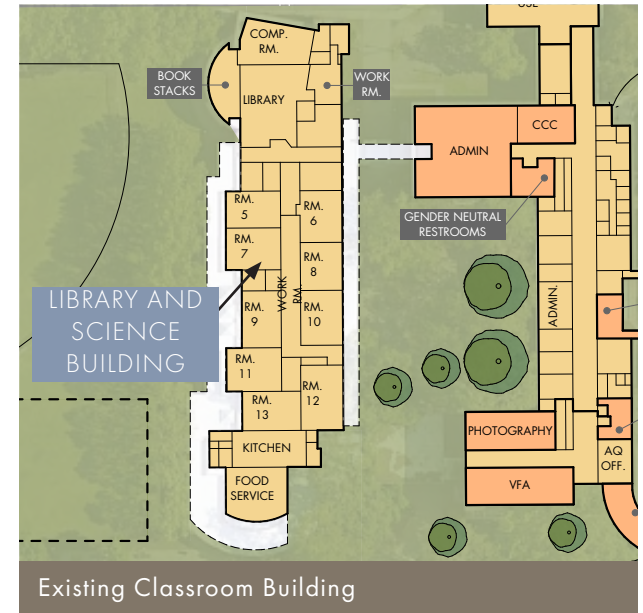 USE
COMP.
RM.
BOOK
STACKS
WORK
RM.
LIBRARY
CCC
ADMIN
GENDER NEUTRAL
RESTROOMS
RM.
5
RM.
6
RM.
7
RM.
8
WORK
RM.
ADMIN.
LIBRARY AND
SCIENCE
BUILDING
RM.
9
RM.
10
RM.
11
RM.
12
RM.
13
PHOTOGRAPHY
KITCHEN
AQ
OFF.
FOOD
SERVICE
VFA
Existing Classroom Building